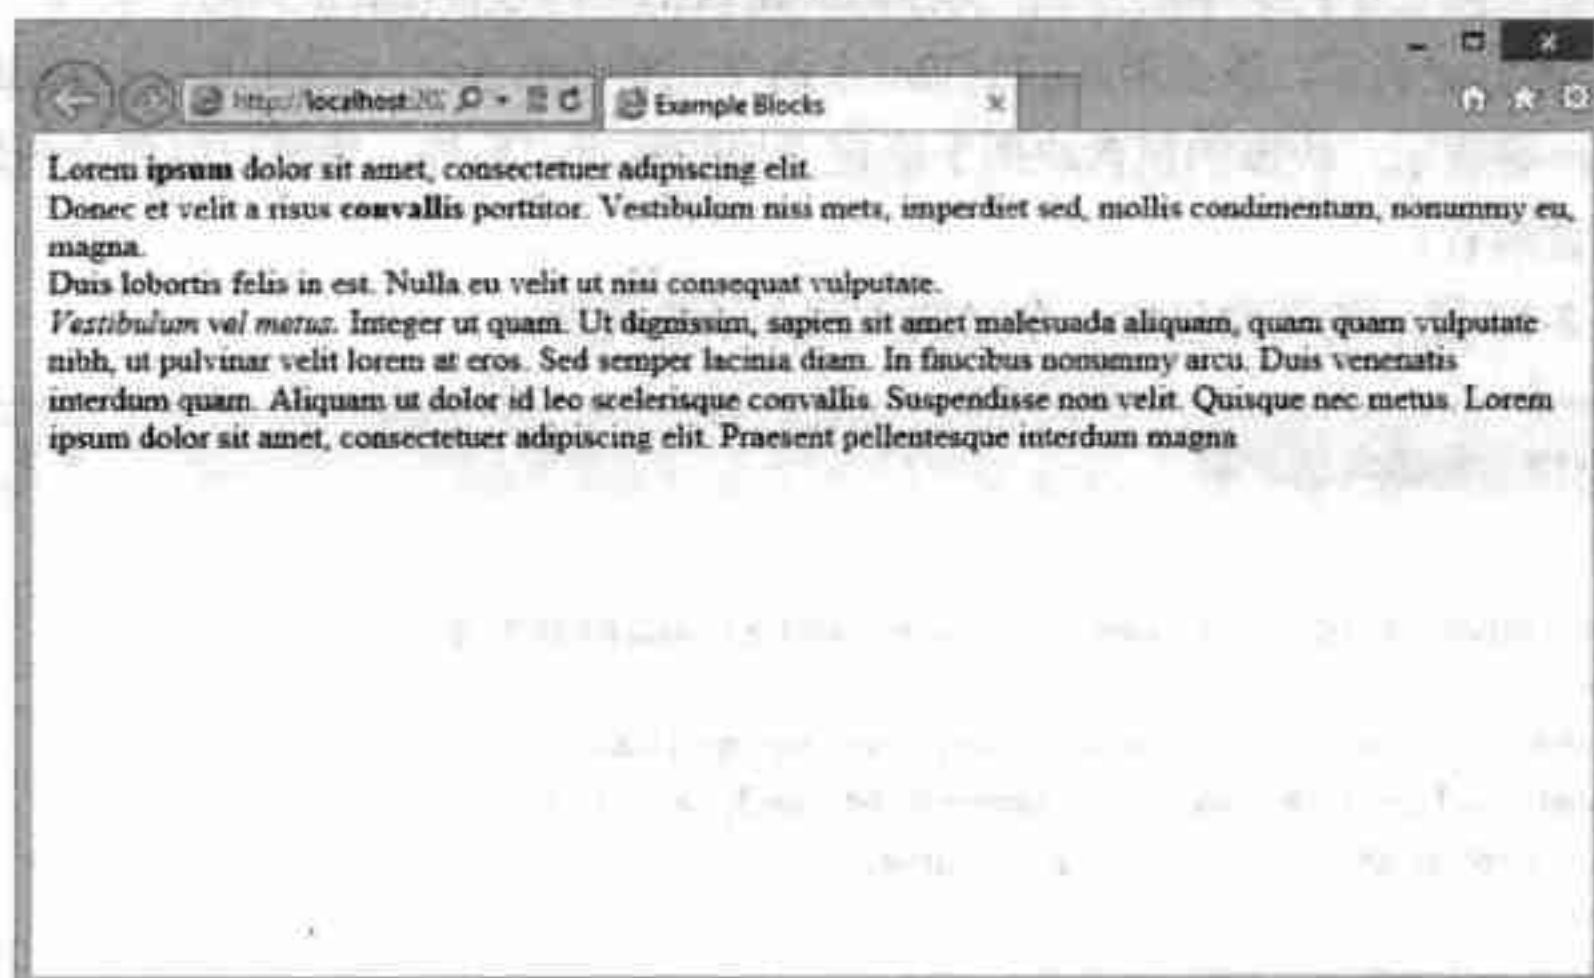 http://localhost:20
Example Blocks
Lorem ipsum dolor sit amet, consectetuer adipiscing elit.
Donec et velit a risus convallis porttitor. Vestibulum nisi mets, imperdiet sed, mollis condimentum, nonummy eu,
magna.
Duis lobortis felis in est. Nulla eu velit ut nisi consequat vulputate.
Vestibulum vel metus. Integer ut quam. Ut dignissim, sapien sit amet malesuada aliquam, quam quam vulputate
nibh, ut pulvinar velit lorem at eros. Sed semper lacinia diam. In faucibus nonummy arcu. Duis venenatis
interdum quam. Aliquam ut dolor id leo scelerisque convallis. Suspendisse non velit. Quisque nec metus. Lorem
ipsum dolor sit amet, consectetuer adipiscing elit. Praesent pellentesque interdum magna